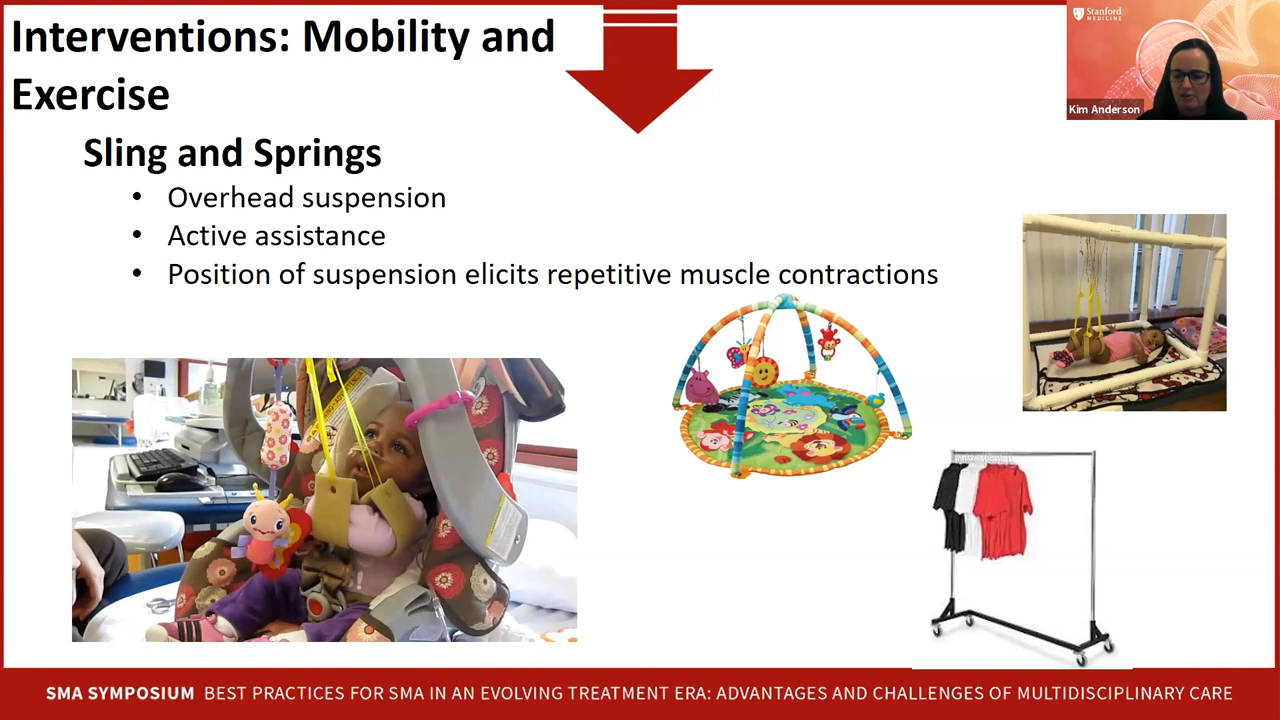 Interventions: Mobility and
Exercise
Sling and Springs
• Overhead suspension
• Active assistance
• Position of suspension elicits repetitive muscle contractions
Stanford
MEDICINE
Kim Anderson
SMA SYMPOSIUM BEST PRACTICES FOR SMA IN AN EVOLVING TREATMENT ERA: ADVANTAGES AND CHALLENGES OF MULTIDISCIPLINARY CARE